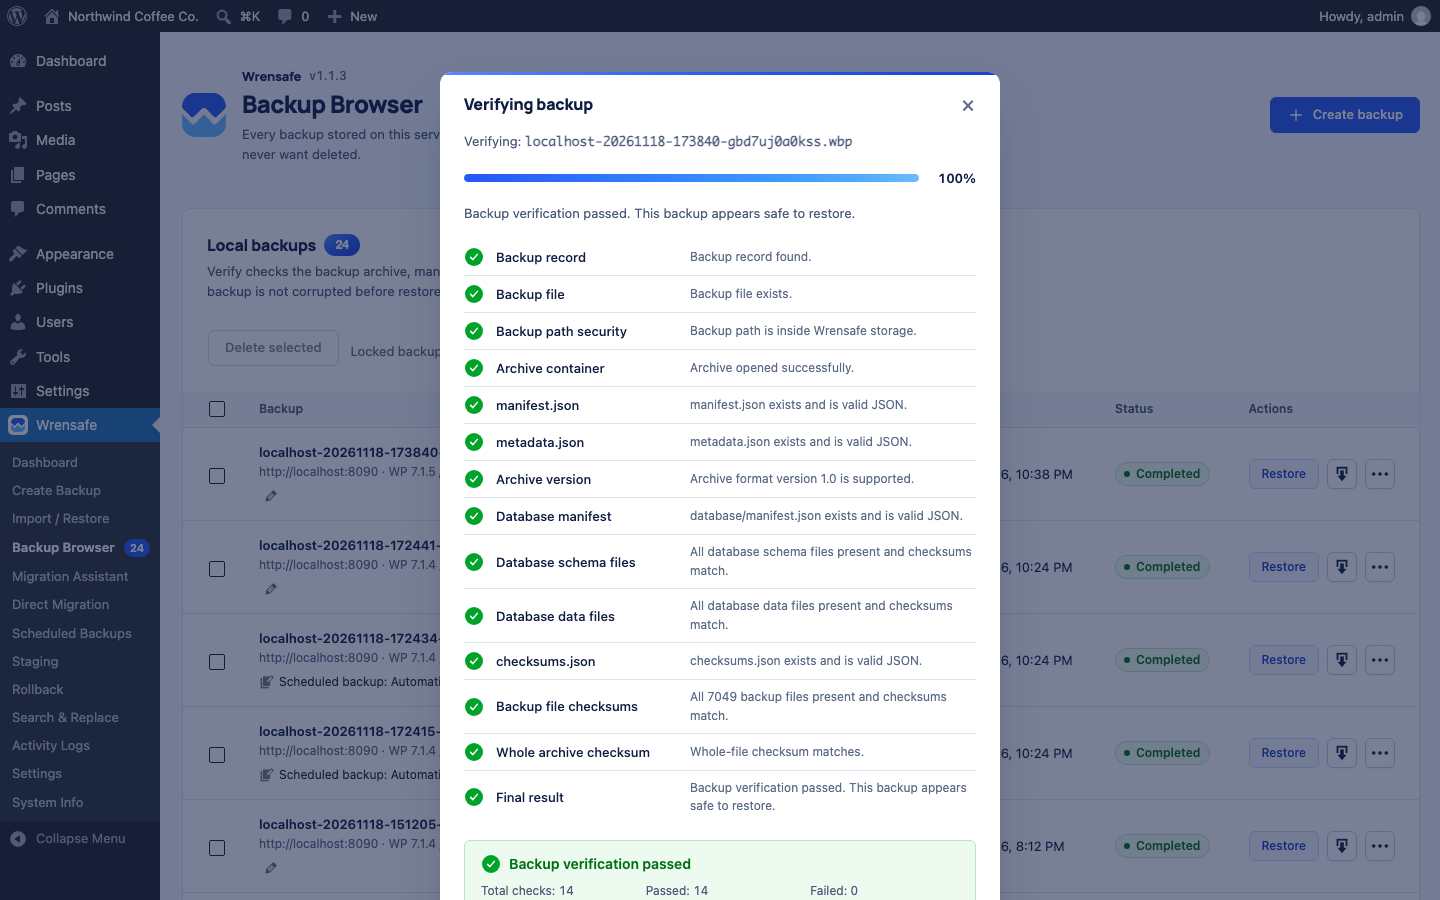 Northwind Coffee Co.
⌘K
0
New
Howdy, admin
Dashboard
Posts
Media
Pages
Comments
Appearance
Plugins
Users
Tools
Settings
Wrensafe
Dashboard
Create Backup
Import / Restore
Backup Browser 24
Migration Assistant
Direct Migration
Scheduled Backups
Staging
Rollback
Search & Replace
Activity Logs
Settings
System Info
Collapse Menu
Wrensafe v1.1.3
Backup Browser
Every backup stored on this serv
never want deleted.
Create backup
Local backups 24
Verify checks the backup archive, man
backup is not corrupted before restore
Delete selected
Locked backup
Backup
Status
Actions
localhost-20261118-173840-
http://localhost:8090 · WP 7.1.5
6, 10:38 PM
Completed
Restore
localhost-20261118-172441-
http://localhost:8090 · WP 7.1.4
6, 10:24 PM
Completed
Restore
localhost-20261118-172434-
http://localhost:8090 · WP 7.1.4
Scheduled backup: Automati
6, 10:24 PM
Completed
Restore
localhost-20261118-172415-
http://localhost:8090 · WP 7.1.4
Scheduled backup: Automati
6, 10:24 PM
Completed
Restore
localhost-20261118-151205-
http://localhost:8090 · WP 7.1.4
6, 8:12 PM
Completed
Restore
Verifying backup
Verifying: localhost-20261118-173840-gbd7uj0a0kss.wbp
100%
Backup verification passed. This backup appears safe to restore.
Backup record
Backup record found.
Backup file
Backup file exists.
Backup path security
Backup path is inside Wrensafe storage.
Archive container
Archive opened successfully.
manifest.json
manifest.json exists and is valid JSON.
metadata.json
metadata.json exists and is valid JSON.
Archive version
Archive format version 1.0 is supported.
Database manifest
database/manifest.json exists and is valid JSON.
Database schema files
All database schema files present and checksums
match.
Database data files
All database data files present and checksums
match.
checksums.json
checksums.json exists and is valid JSON.
Backup file checksums
All 7049 backup files present and checksums
match.
Whole archive checksum
Whole-file checksum matches.
Final result
Backup verification passed. This backup appears
safe to restore.
Backup verification passed
Total checks: 14
Passed: 14
Failed: 0